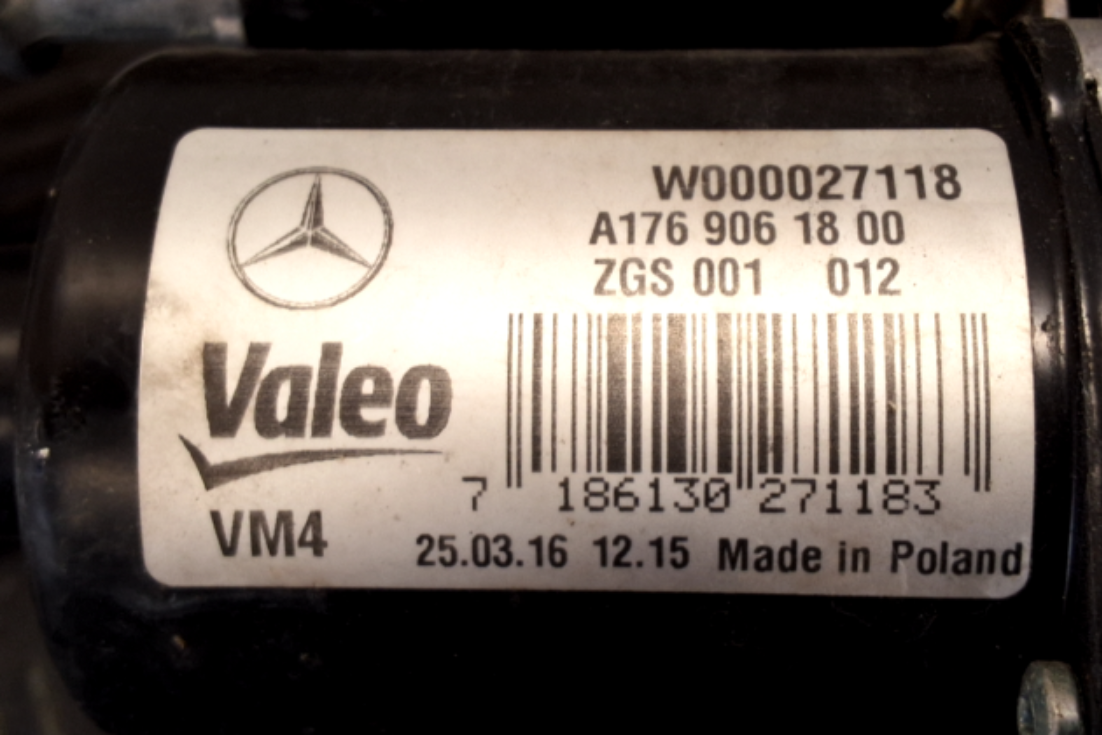 W000027118
A176 906 18 00
ZGS 001 012
Valeo
7 186130 271183
VM4
25.03.16 12.15 Made in Poland